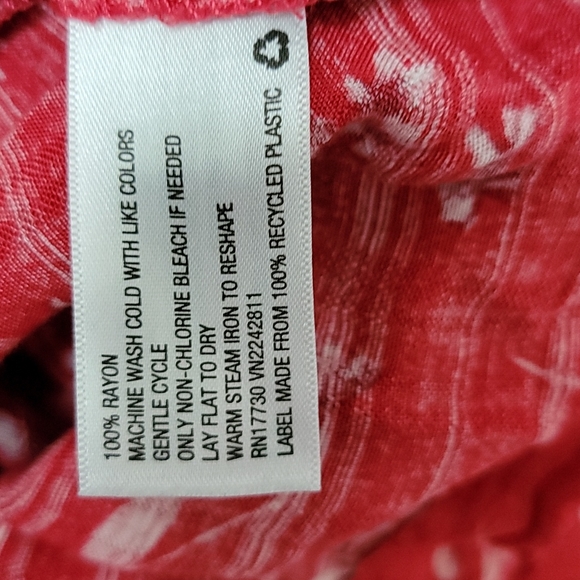 100% RAYON
MACHINE WASH COLD WITH LIKE COLORS
GENTLE CYCLE
ONLY NON-CHLORINE BLEACH IF NEEDED
LAY FLAT TO DRY
WARM STEAM IRON TO RESHAPE
RN17730 VN2242811
LABEL MADE FROM 100% RECYCLED PLASTIC